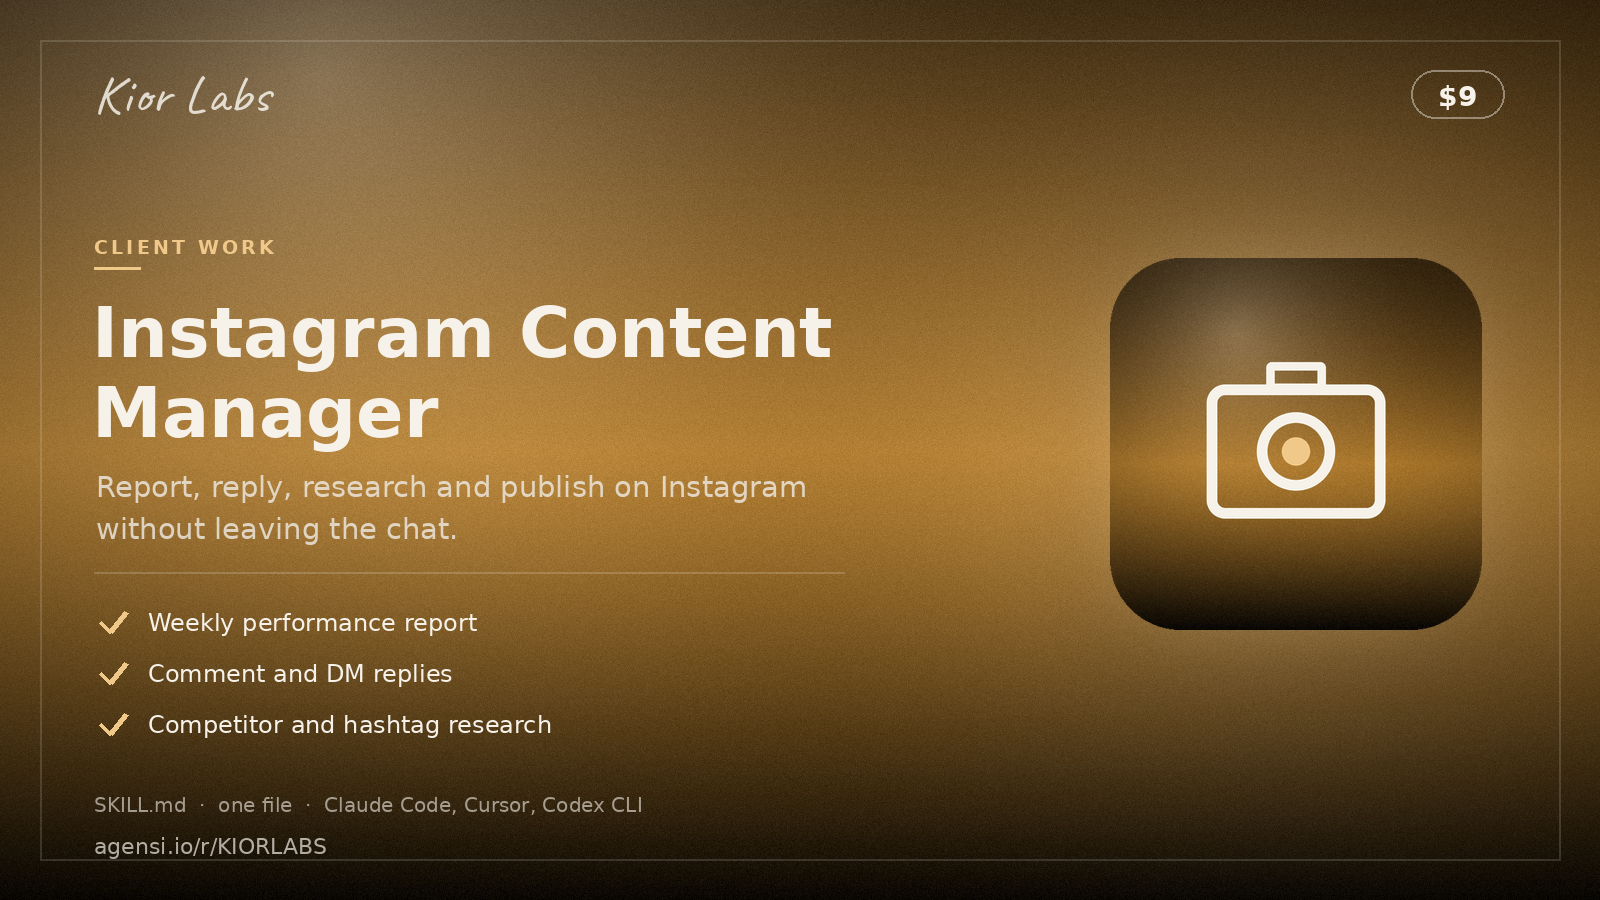 Kior Labs
$9
CLIENT WORK
Instagram Content
Manager
Report, reply, research and publish on Instagram
without leaving the chat.
Weekly performance report
Comment and DM replies
Competitor and hashtag research
SKILL.md · one file · Claude Code, Cursor, Codex CLI
agensi.io/r/KIORLABS